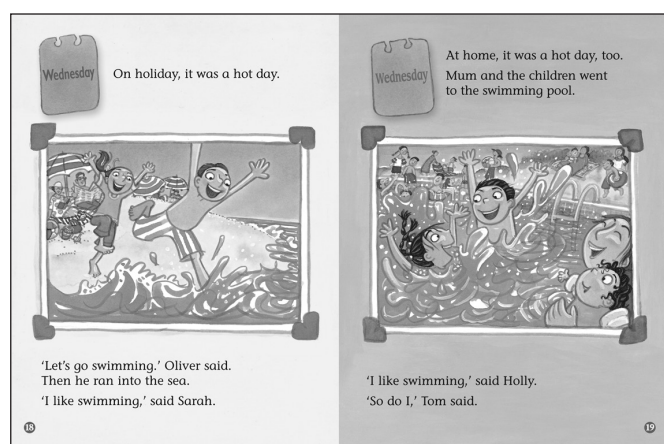 Wednesday
On holiday, it was a hot day.
'Let's go swimming.' Oliver said.
Then he ran into the sea.
'I like swimming,' said Sarah.
18
Wednesday
At home, it was a hot day, too.
Mum and the children went
to the swimming pool.
'I like swimming,' said Holly.
'So do I,' Tom said.
19